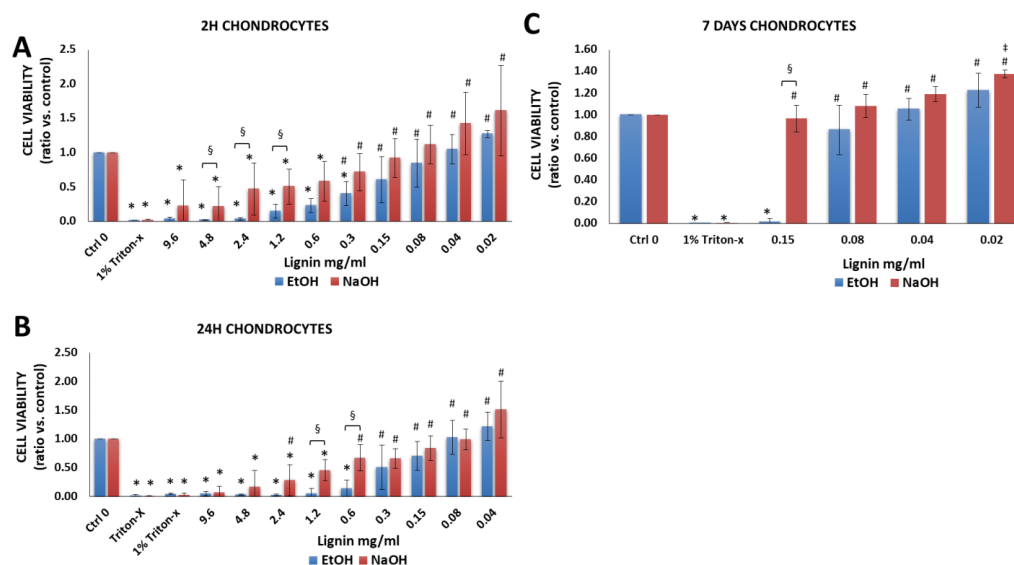 A
2H CHONDROCYTES
CELL VIABILITY
(ratio vs. control)
2.5
2.0
1.5
1.0
0.5
0.0
* * * * * * § * * § * * § * * * # * # # # # # # # # #
Ctrl 0 1% Triton-x 9.6 4.8 2.4 1.2 0.6 0.3 0.15 0.08 0.04 0.02
Lignin mg/ml
EtOH NaOH
B
24H CHONDROCYTES
CELL VIABILITY
(ratio vs. control)
2.50
2.00
1.50
1.00
0.50
0.00
* * * * * * * * * # * * § * * § # # # # # # # # #
Ctrl 0 Triton-X 1% Triton-x 9.6 4.8 2.4 1.2 0.6 0.3 0.15 0.08 0.04
Lignin mg/ml
EtOH NaOH
C
7 DAYS CHONDROCYTES
CELL VIABILITY
(ratio vs. control)
1.60
1.40
1.20
1.00
0.80
0.60
0.40
0.20
0.00
* * * § # # # # # # ‡ #
Ctrl 0 1% Triton-x 0.15 0.08 0.04 0.02
Lignin mg/ml
EtOH NaOH